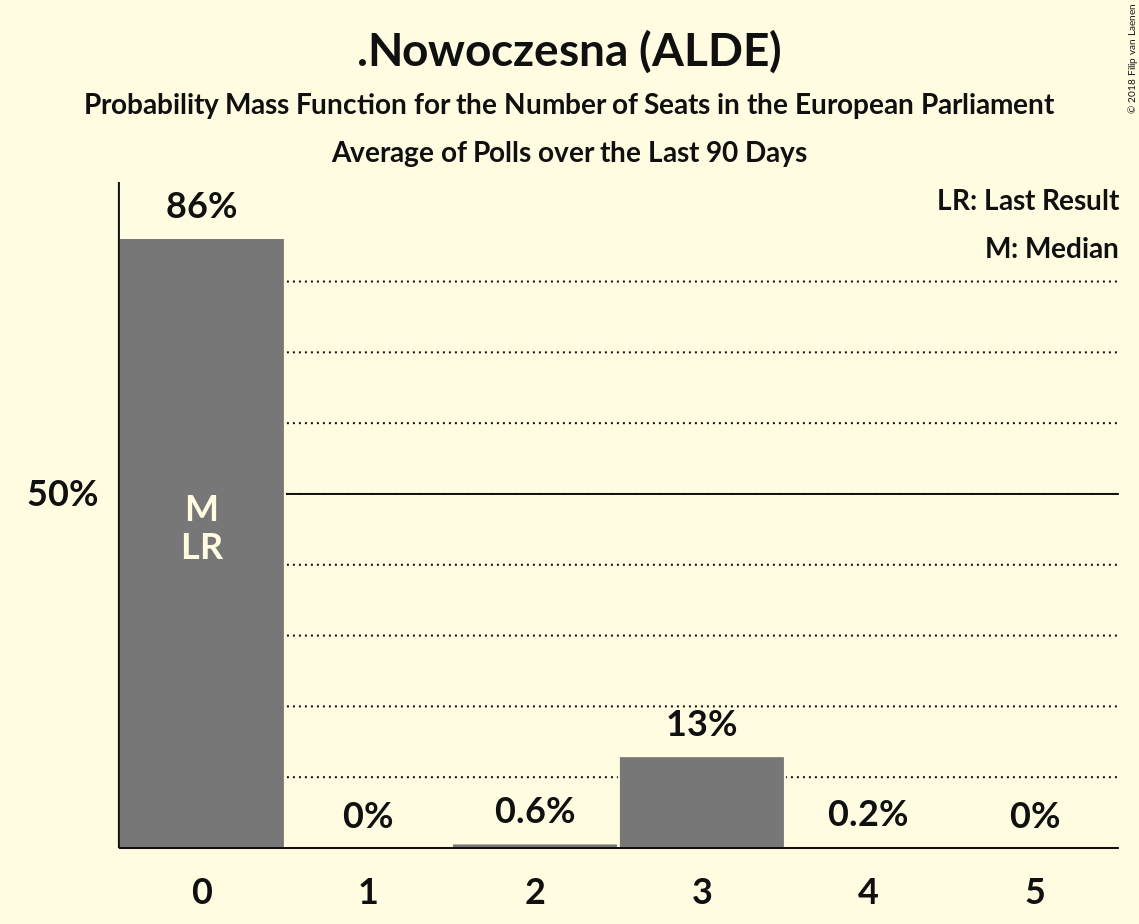 .Nowoczesna (ALDE)
Probability Mass Function for the Number of Seats in the European Parliament
Average of Polls over the Last 90 Days
© 2018 Filip van Laenen
LR: Last Result
M: Median
86%
50%
M
LR
0%
0.6%
13%
0.2%
0%
0
1
2
3
4
5